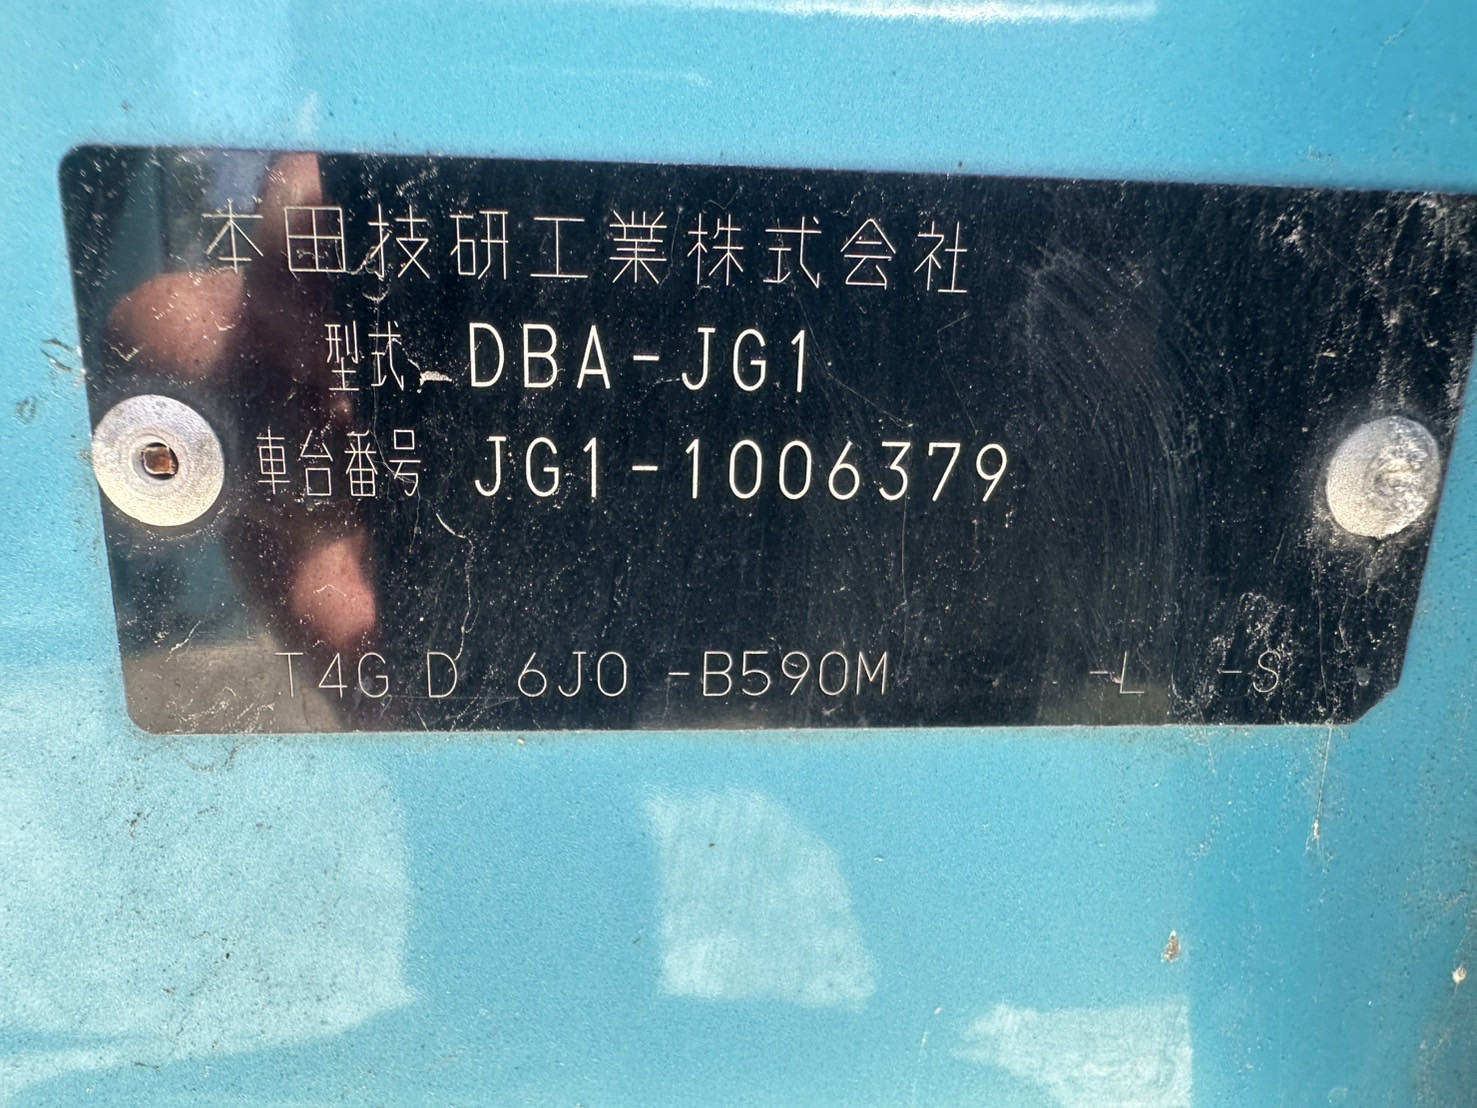 本田技研工業株式会社
型式 DBA-JG1
車台番号 JG1-1006379
T4G D 6J0 -B590M -L -S